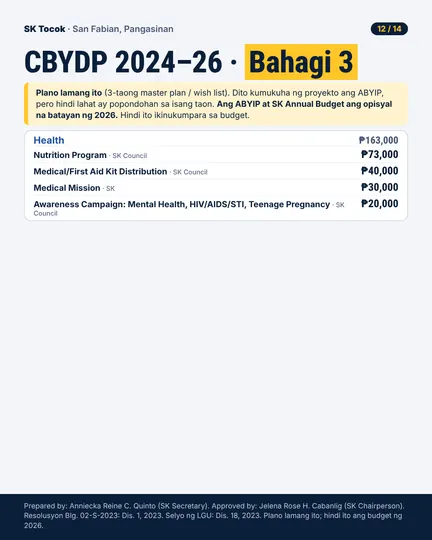 SK Tocok · San Fabian, Pangasinan
12 / 14
CBYDP 2024–26 · Bahagi 3
Plano lamang ito (3-taong master plan / wish list). Dito kumukuha ng proyekto ang ABYIP,
pero hindi lahat ay popondohan sa isang taon. Ang ABYIP at SK Annual Budget ang opisyal
na batayan ng 2026. Hindi ito ikinukumpara sa budget.
Health ₱163,000
Nutrition Program · SK Council ₱73,000
Medical/First Aid Kit Distribution · SK Council ₱40,000
Medical Mission · SK ₱30,000
Awareness Campaign: Mental Health, HIV/AIDS/STI, Teenage Pregnancy · SK ₱20,000
Council
Prepared by: Anniecka Reine C. Quinto (SK Secretary). Approved by: Jelena Rose H. Cabanlig (SK Chairperson).
Resolusyon Blg. 02-S-2023: Dis. 1, 2023. Selyo ng LGU: Dis. 18, 2023. Plano lamang ito; hindi ito ang budget ng
2026.